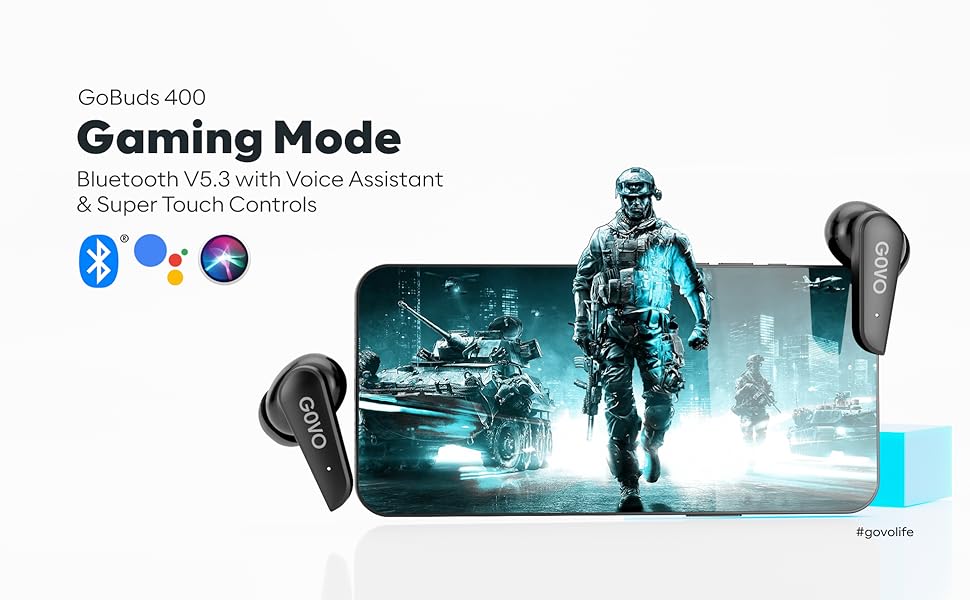 GoBuds 400
Gaming Mode
Bluetooth V5.3 with Voice Assistant
& Super Touch Controls
®
GOVO
GOVO
#govolife